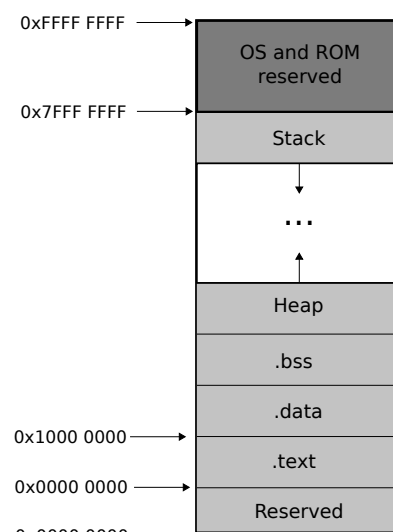 0xFFFF FFFF
OS and ROM
reserved
0x7FFF FFFF
Stack
...
Heap
.bss
.data
0x1000 0000
.text
0x0000 0000
Reserved